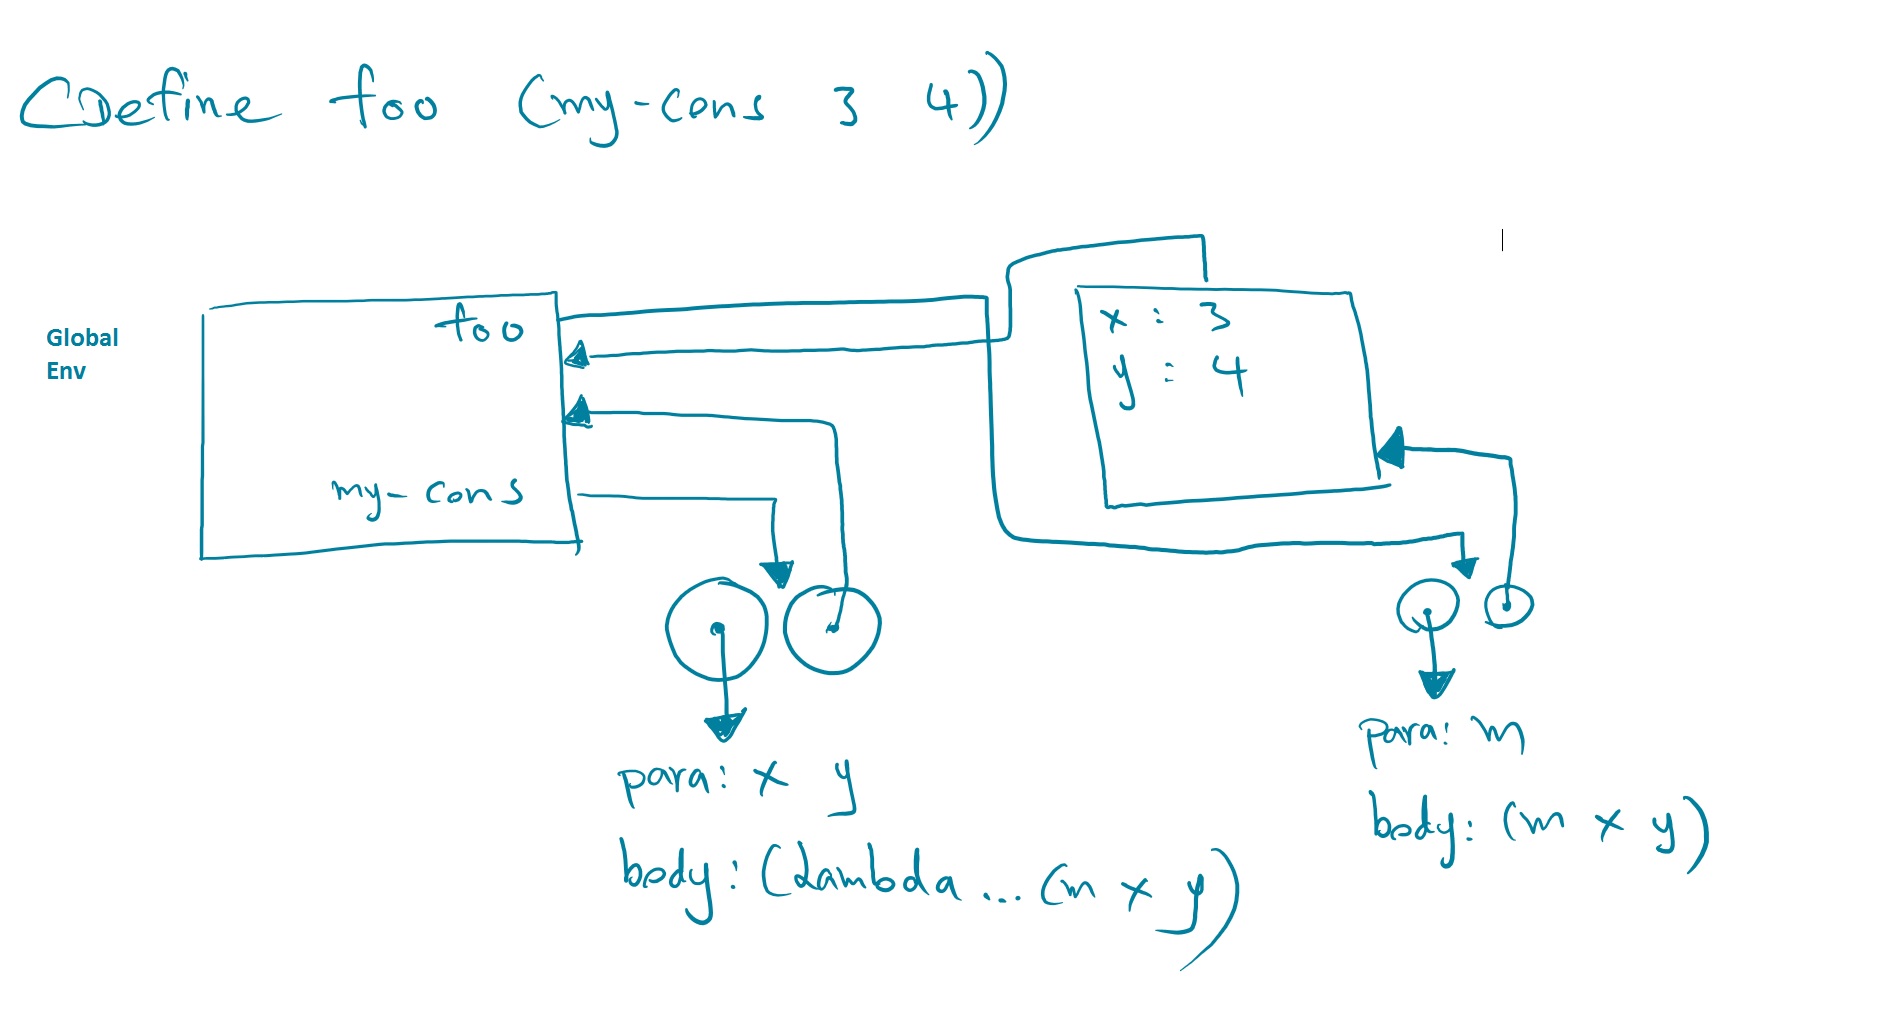 (Define foo (my-cons 3 4))
Global
Env
foo
my-cons
x : 3
y : 4
para: x y
body: (Lambda ... (m x y)
para: m
body: (m x y)